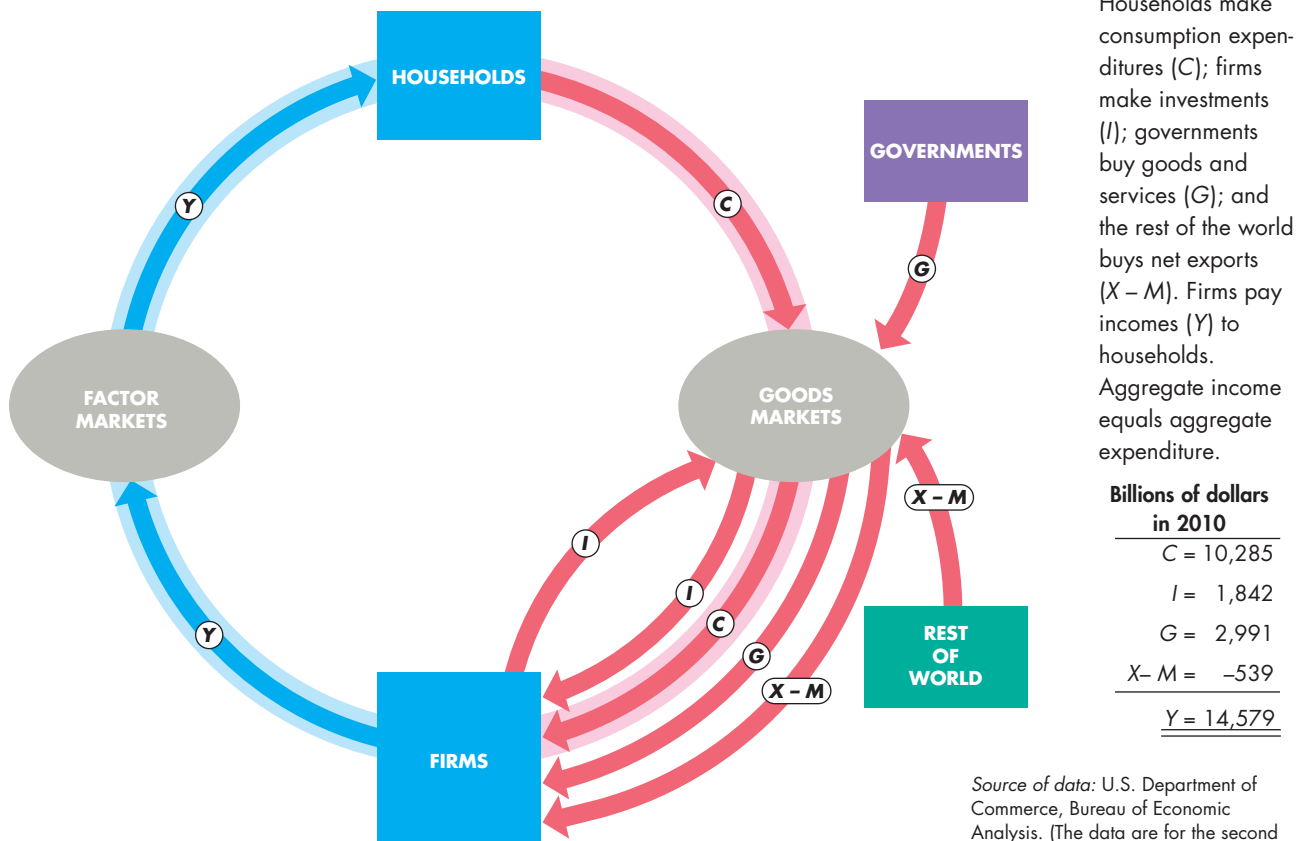 HOUSEHOLDS
GOVERNMENTS
Y
C
G
FACTOR
MARKETS
GOODS
MARKETS
X – M
I
I
C
G
X – M
Y
REST
OF
WORLD
FIRMS
Households make
consumption expen-
ditures (C); firms
make investments
(I); governments
buy goods and
services (G); and
the rest of the world
buys net exports
(X – M). Firms pay
incomes (Y) to
households.
Aggregate income
equals aggregate
expenditure.
Billions of dollars
in 2010
C = 10,285
I = 1,842
G = 2,991
X– M = –539
Y = 14,579
Source of data: U.S. Department of
Commerce, Bureau of Economic
Analysis. (The data are for the second